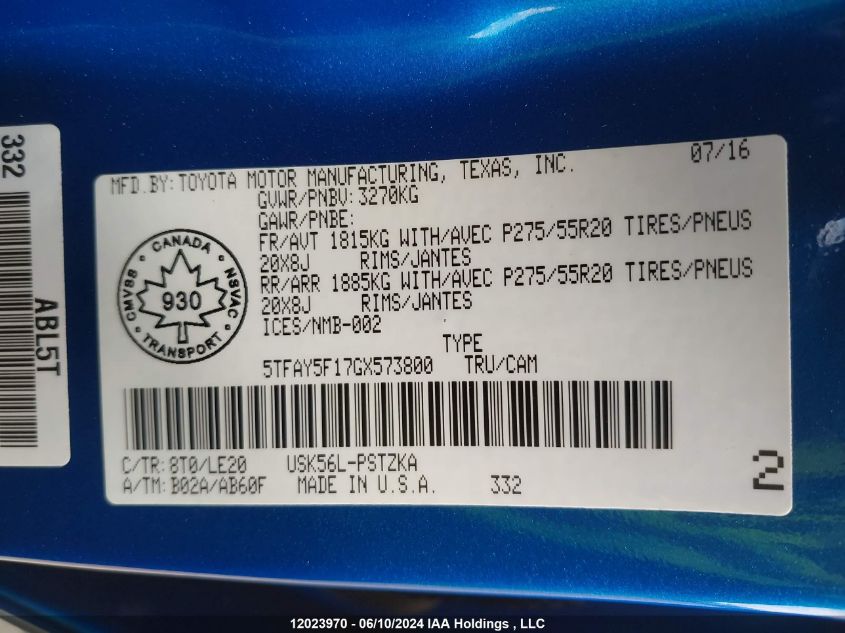 332
ABL5T
07/16
MFD.BY:TOYOTA MOTOR MANUFACTURING, TEXAS, INC.
GVWR/PNBV:3270KG
GAWR/PNBE:
FR/AVT 1815KG WITH/AVEC P275/55R20 TIRES/PNEUS
20X8J RIMS/JANTES
RR/ARR 1885KG WITH/AVEC P275/55R20 TIRES/PNEUS
20X8J RIMS/JANTES
ICES/NMB-002
CANADA
CMVSS
NSVAC
930
TRANSPORT
TYPE
5TFAY5F17GX573800 TRU/CAM
C/TR:8T0/LE20 USK56L-PSTZKA
A/TM:B02A/AB60F MADE IN U.S.A. 332
2
12023970 - 06/10/2024 IAA Holdings , LLC